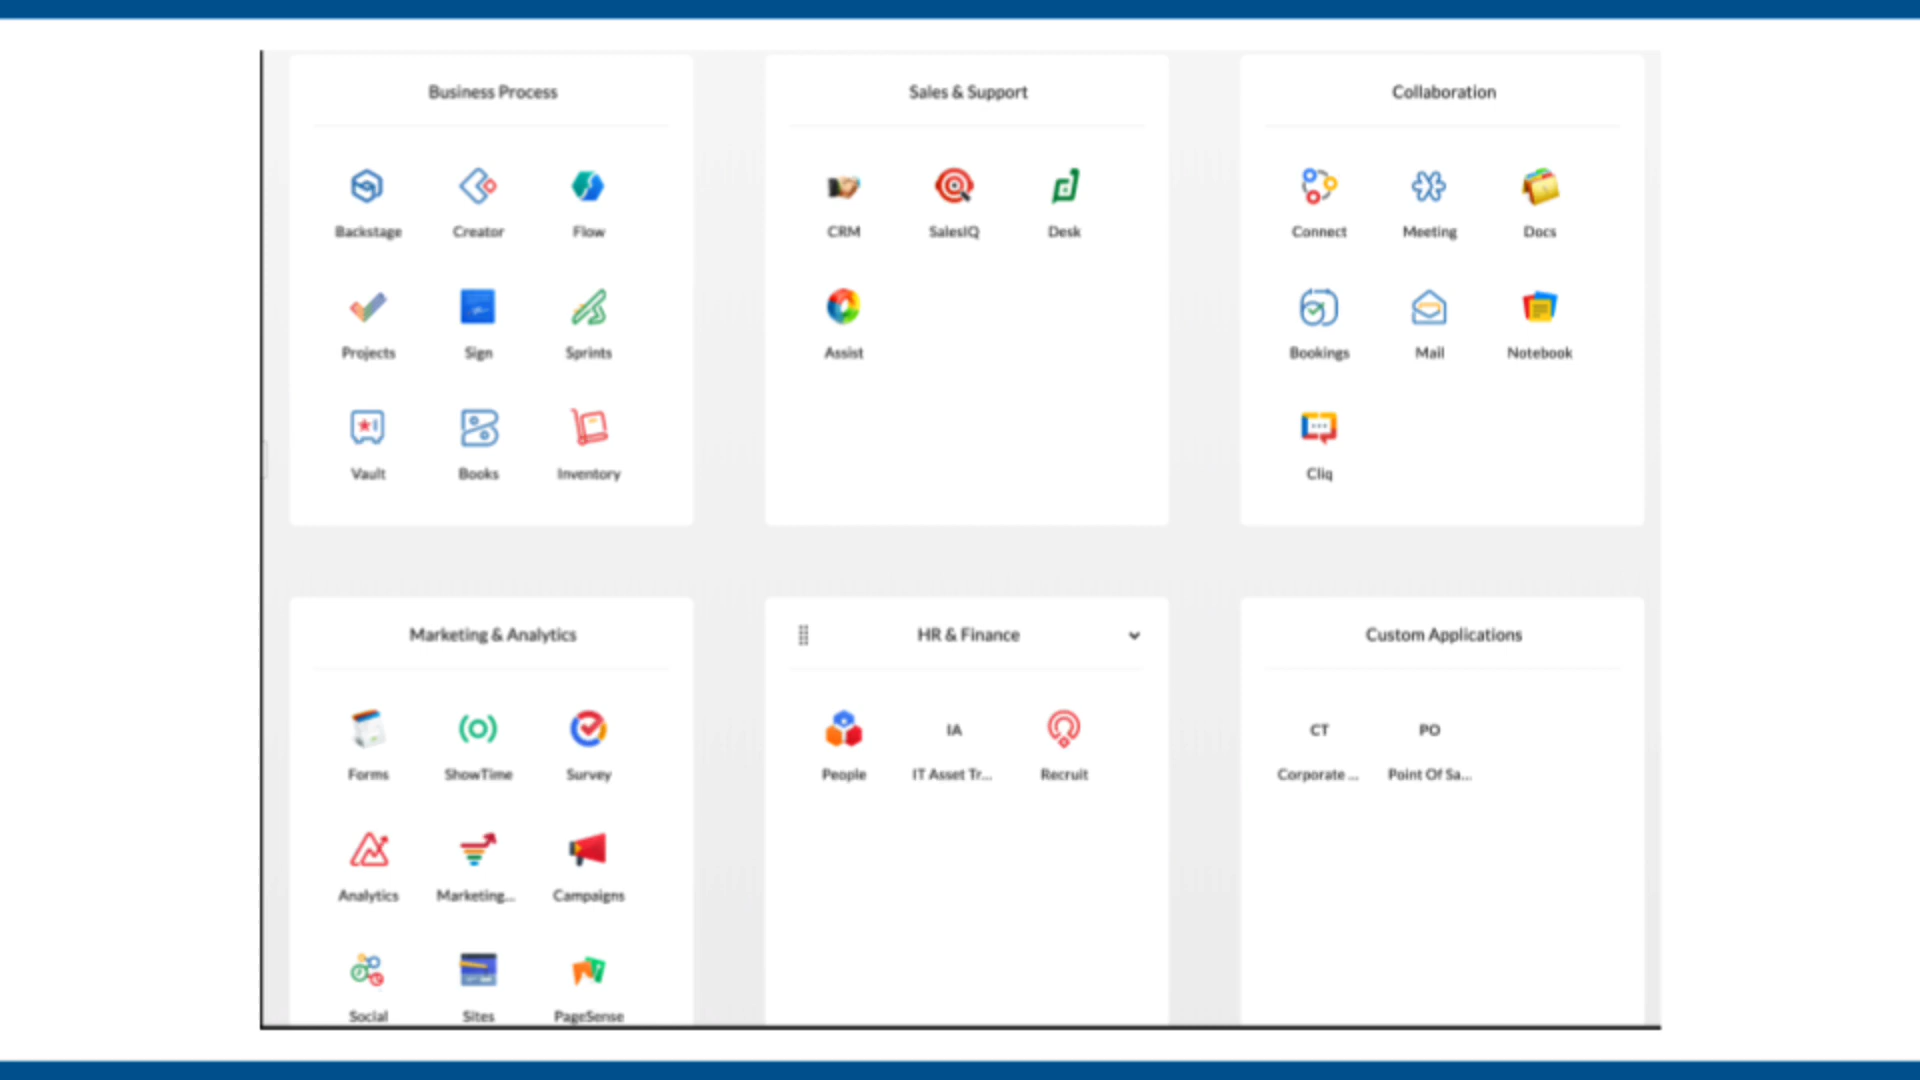 Business Process
Backstage Creator Flow
Projects Sign Sprints
Vault Books Inventory
Sales & Support
CRM SalesIQ Desk
Assist
Collaboration
Connect Meeting Docs
Bookings Mail Notebook
Cliq
Marketing & Analytics
Forms ShowTime Survey
Analytics Marketing... Campaigns
Social Sites PageSense
HR & Finance
IA
People IT Asset Tr... Recruit
Custom Applications
CT PO
Corporate ... Point Of Sa...